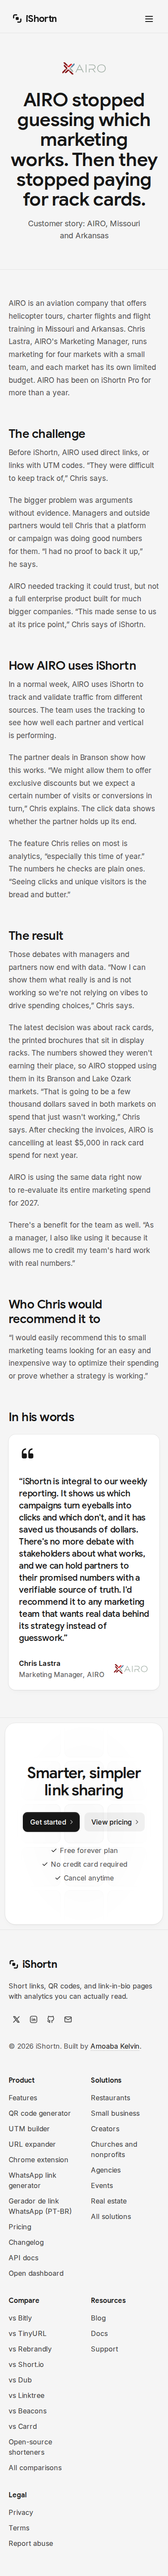 iShortn
AIRO
AIRO stopped
guessing which
marketing
works. Then they
stopped paying
for rack cards.
Customer story: AIRO, Missouri
and Arkansas
AIRO is an aviation company that offers
helicopter tours, charter flights and flight
training in Missouri and Arkansas. Chris
Lastra, AIRO's Marketing Manager, runs
marketing for four markets with a small
team, and each market has its own limited
budget. AIRO has been on iShortn Pro for
more than a year.
The challenge
Before iShortn, AIRO used direct links, or
links with UTM codes. “They were difficult
to keep track of,” Chris says.
The bigger problem was arguments
without evidence. Managers and outside
partners would tell Chris that a platform
or campaign was doing good numbers
for them. “I had no proof to back it up,”
he says.
AIRO needed tracking it could trust, but not
a full enterprise product built for much
bigger companies. “This made sense to us
at its price point,” Chris says of iShortn.
How AIRO uses iShortn
In a normal week, AIRO uses iShortn to
track and validate traffic from different
sources. The team uses the tracking to
see how well each partner and vertical
is performing.
The partner deals in Branson show how
this works. “We might allow them to offer
exclusive discounts but we expect a
certain number of visits or conversions in
turn,” Chris explains. The click data shows
whether the partner holds up its end.
The feature Chris relies on most is
analytics, “especially this time of year.”
The numbers he checks are plain ones.
“Seeing clicks and unique visitors is the
bread and butter.”
The result
Those debates with managers and
partners now end with data. “Now I can
show them what really is and is not
working so we're not relying on vibes to
drive spending choices,” Chris says.
The latest decision was about rack cards,
the printed brochures that sit in display
racks. The numbers showed they weren't
earning their place, so AIRO stopped using
them in its Branson and Lake Ozark
markets. “That is going to be a few
thousand dollars saved in both markets on
spend that just wasn't working,” Chris
says. After checking the invoices, AIRO is
cancelling at least $5,000 in rack card
spend for next year.
AIRO is using the same data right now
to re-evaluate its entire marketing spend
for 2027.
There's a benefit for the team as well. “As
a manager, I also like using it because it
allows me to credit my team's hard work
with real numbers.”
Who Chris would
recommend it to
“I would easily recommend this to small
marketing teams looking for an easy and
inexpensive way to optimize their spending
or prove whether a strategy is working.”
In his words
“iShortn is integral to our weekly
reporting. It shows us which
campaigns turn eyeballs into
clicks and which don't, and it has
saved us thousands of dollars.
There's no more debate with
stakeholders about what works,
and we can hold partners to
their promised numbers with a
verifiable source of truth. I'd
recommend it to any marketing
team that wants real data behind
its strategy instead of
guesswork.”
Chris Lastra
Marketing Manager, AIRO
AIRO
Smarter, simpler
link sharing
Get started
View pricing
Free forever plan
No credit card required
Cancel anytime
iShortn
Short links, QR codes, and link-in-bio pages
with analytics you can actually read.
© 2026 iShortn. Built by Amoaba Kelvin.
Product
Features
QR code generator
UTM builder
URL expander
Chrome extension
WhatsApp link
generator
Gerador de link
WhatsApp (PT-BR)
Pricing
Changelog
API docs
Open dashboard
Solutions
Restaurants
Small business
Creators
Churches and
nonprofits
Agencies
Events
Real estate
All solutions
Compare
vs Bitly
vs TinyURL
vs Rebrandly
vs Short.io
vs Dub
vs Linktree
vs Beacons
vs Carrd
Open-source
shorteners
All comparisons
Resources
Blog
Docs
Support
Legal
Privacy
Terms
Report abuse